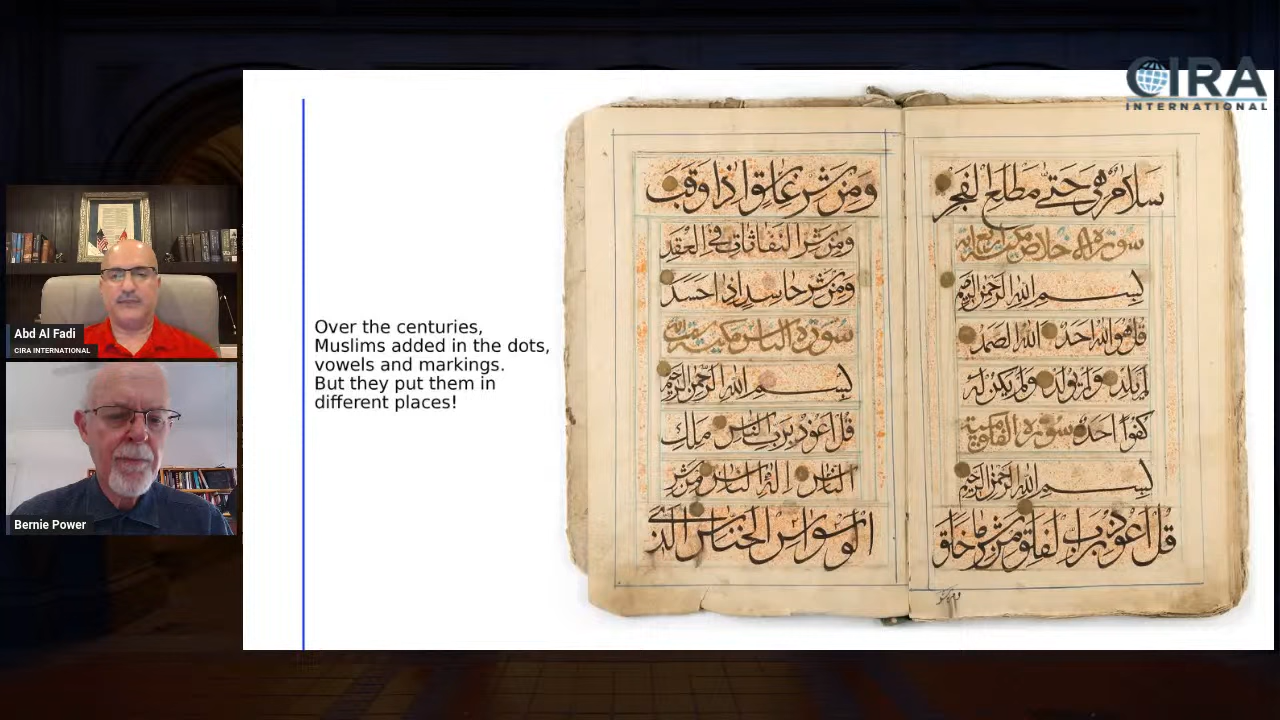 CIRA
INTERNATIONAL
Over the centuries,
Muslims added in the dots,
vowels and markings.
But they put them in
different places!
سلام هي حتى مطلع الفجر
سورة الاخلاص
بسم الله الرحمن الرحيم
قل هو الله احد الله الصمد
لم يلد ولم يولد ولم يكن له
كفوا احد سورة الفلق
بسم الله الرحمن الرحيم
قل اعوذ برب الفلق من شر ما خلق
ومن شر غاسق اذا وقب
ومن شر النفاثات في العقد
ومن شر حاسد اذا حسد
سورة الناس مكية
بسم الله الرحمن الرحيم
قل اعوذ برب الناس ملك
الناس اله الناس من شر
الوسواس الخناس الذى
Abd Al Fadi
CIRA INTERNATIONAL
Bernie Power